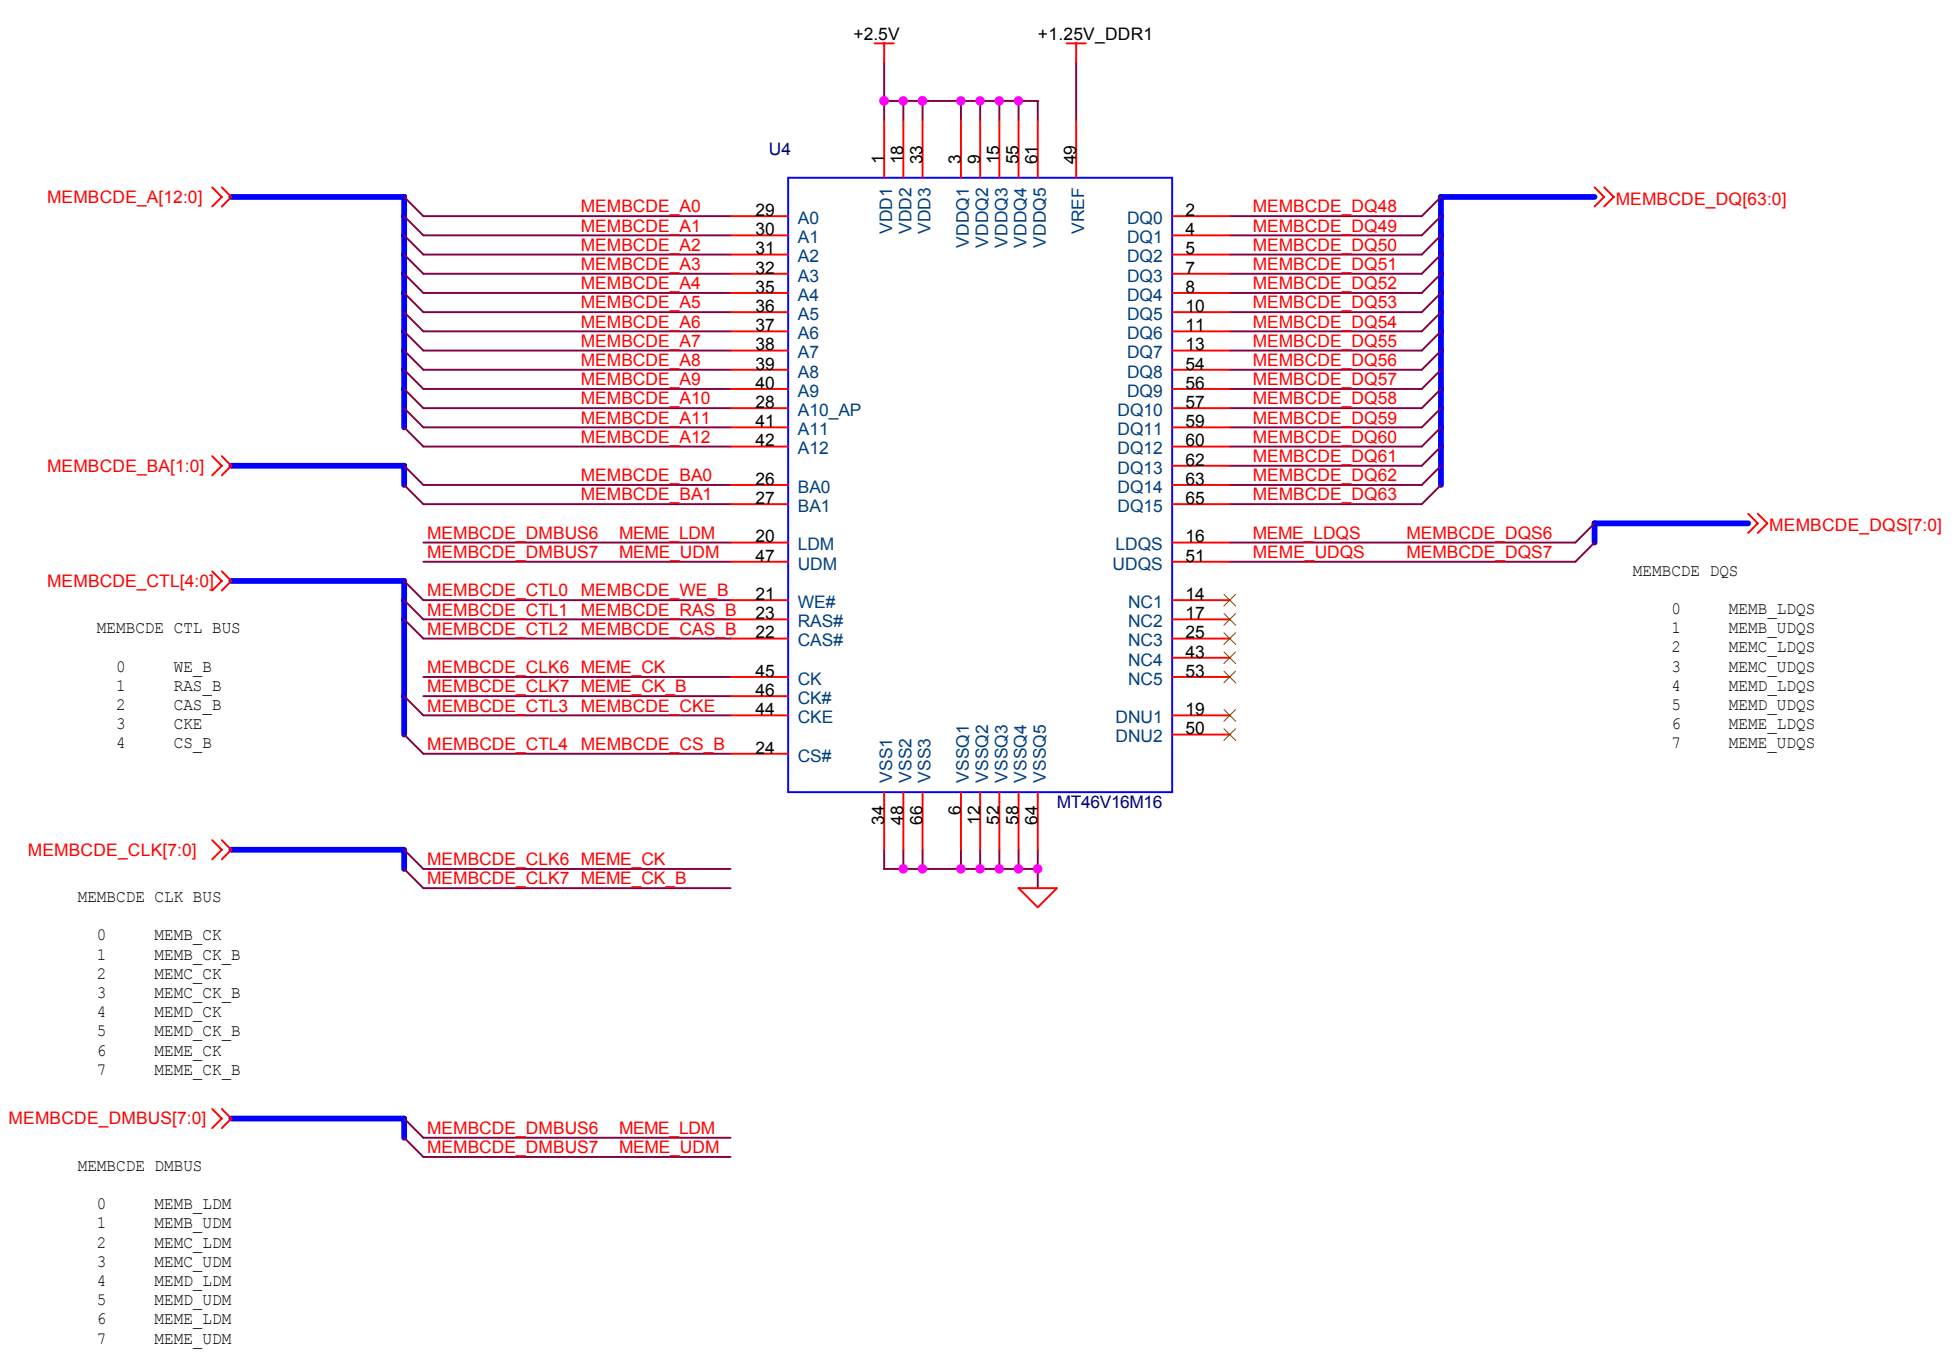 +2.5V
+1.25V_DDR1
U4
1 18 33 3 9 15 55 61 49
VDD1 VDD2 VDD3 VDDQ1 VDDQ2 VDDQ3 VDDQ4 VDDQ5 VREF
MEMBCDE_A[12:0]
MEMBCDE_A0 29 A0
MEMBCDE_A1 30 A1
MEMBCDE_A2 31 A2
MEMBCDE_A3 32 A3
MEMBCDE_A4 35 A4
MEMBCDE_A5 36 A5
MEMBCDE_A6 37 A6
MEMBCDE_A7 38 A7
MEMBCDE_A8 39 A8
MEMBCDE_A9 40 A9
MEMBCDE_A10 28 A10_AP
MEMBCDE_A11 41 A11
MEMBCDE_A12 42 A12
MEMBCDE_BA[1:0]
MEMBCDE_BA0 26 BA0
MEMBCDE_BA1 27 BA1
MEMBCDE_DMBUS6 MEME_LDM 20 LDM
MEMBCDE_DMBUS7 MEME_UDM 47 UDM
MEMBCDE_CTL[4:0]
MEMBCDE_CTL0 MEMBCDE_WE_B 21 WE#
MEMBCDE_CTL1 MEMBCDE_RAS_B 23 RAS#
MEMBCDE_CTL2 MEMBCDE_CAS_B 22 CAS#
MEMBCDE_CLK6 MEME_CK 45 CK
MEMBCDE_CLK7 MEME_CK_B 46 CK#
MEMBCDE_CTL3 MEMBCDE_CKE 44 CKE
MEMBCDE_CTL4 MEMBCDE_CS_B 24 CS#
MEMBCDE CTL BUS
0 WE_B
1 RAS_B
2 CAS_B
3 CKE
4 CS_B
DQ0 2 MEMBCDE_DQ48
DQ1 4 MEMBCDE_DQ49
DQ2 5 MEMBCDE_DQ50
DQ3 7 MEMBCDE_DQ51
DQ4 8 MEMBCDE_DQ52
DQ5 10 MEMBCDE_DQ53
DQ6 11 MEMBCDE_DQ54
DQ7 13 MEMBCDE_DQ55
DQ8 54 MEMBCDE_DQ56
DQ9 56 MEMBCDE_DQ57
DQ10 57 MEMBCDE_DQ58
DQ11 59 MEMBCDE_DQ59
DQ12 60 MEMBCDE_DQ60
DQ13 62 MEMBCDE_DQ61
DQ14 63 MEMBCDE_DQ62
DQ15 65 MEMBCDE_DQ63
MEMBCDE_DQ[63:0]
LDQS 16 MEME_LDQS MEMBCDE_DQS6
UDQS 51 MEME_UDQS MEMBCDE_DQS7
MEMBCDE_DQS[7:0]
NC1 14
NC2 17
NC3 25
NC4 43
NC5 53
DNU1 19
DNU2 50
MEMBCDE DQS
0 MEMB_LDQS
1 MEMB_UDQS
2 MEMC_LDQS
3 MEMC_UDQS
4 MEMD_LDQS
5 MEMD_UDQS
6 MEME_LDQS
7 MEME_UDQS
VSS1 VSS2 VSS3 VSSQ1 VSSQ2 VSSQ3 VSSQ4 VSSQ5
34 48 66 6 12 52 58 64
MT46V16M16
MEMBCDE_CLK[7:0]
MEMBCDE_CLK6 MEME_CK
MEMBCDE_CLK7 MEME_CK_B
MEMBCDE CLK BUS
0 MEMB_CK
1 MEMB_CK_B
2 MEMC_CK
3 MEMC_CK_B
4 MEMD_CK
5 MEMD_CK_B
6 MEME_CK
7 MEME_CK_B
MEMBCDE_DMBUS[7:0]
MEMBCDE_DMBUS6 MEME_LDM
MEMBCDE_DMBUS7 MEME_UDM
MEMBCDE DMBUS
0 MEMB_LDM
1 MEMB_UDM
2 MEMC_LDM
3 MEMC_UDM
4 MEMD_LDM
5 MEMD_UDM
6 MEME_LDM
7 MEME_UDM